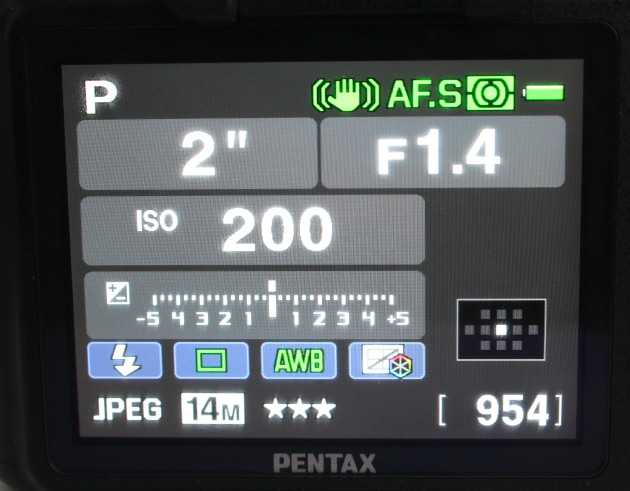 P AF.S
2" F1.4
ISO 200
-5 4 3 2 1 1 2 3 4 +5
AWB
JPEG 14M ★★★ [ 954]
PENTAX